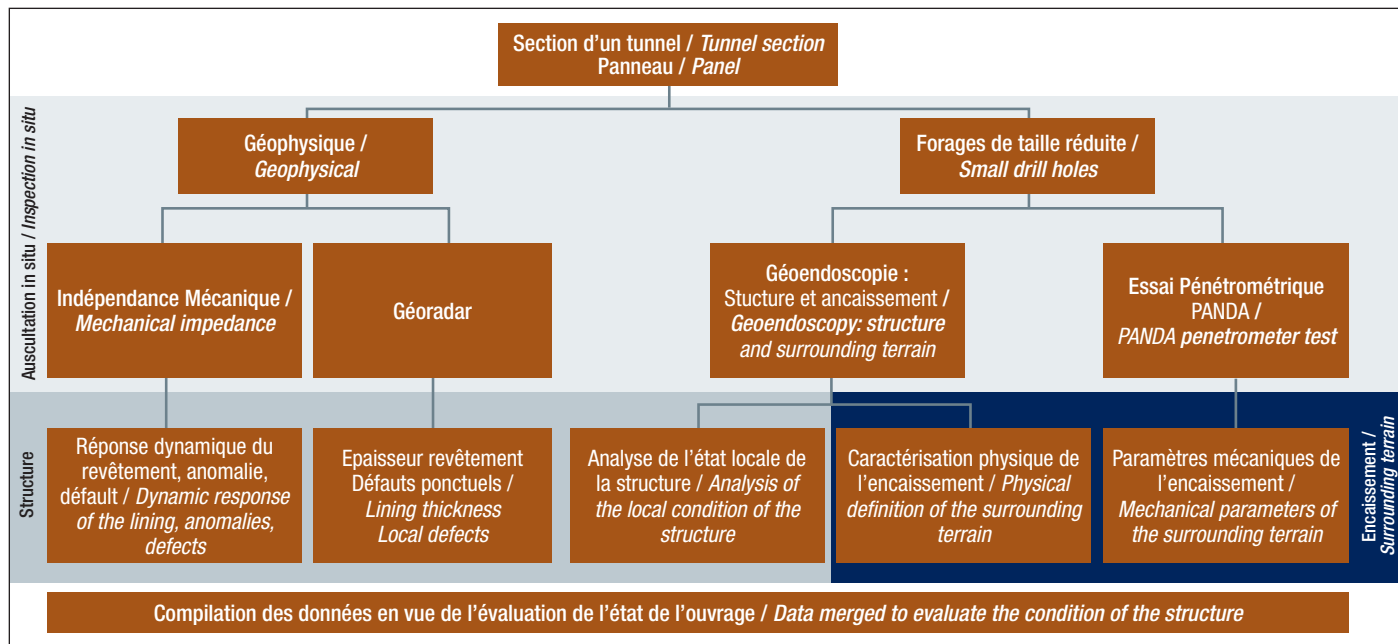 Section d'un tunnel / Tunnel section
Panneau / Panel
Auscultation in situ / Inspection in situ
Géophysique /
Geophysical
Forages de taille réduite /
Small drill holes
Indépendance Mécanique /
Mechanical impedance
Géoradar
Géoendoscopie :
Stucture et ancaissement /
Geoendoscopy: structure
and surrounding terrain
Essai Pénétrométrique
PANDA /
PANDA penetrometer test
Structure
Réponse dynamique du
revêtement, anomalie,
défault / Dynamic response
of the lining, anomalies,
defects
Epaisseur revêtement
Défauts ponctuels /
Lining thickness
Local defects
Analyse de l'état locale de
la structure / Analysis of
the local condition of the
structure
Caractérisation physique de
l'encaissement / Physical
definition of the surrounding
terrain
Paramètres mécaniques de
l'encaissement /
Mechanical parameters of
the surrounding terrain
Encaissement /
Surrounding terrain
Compilation des données en vue de l'évaluation de l'état de l'ouvrage / Data merged to evaluate the condition of the structure